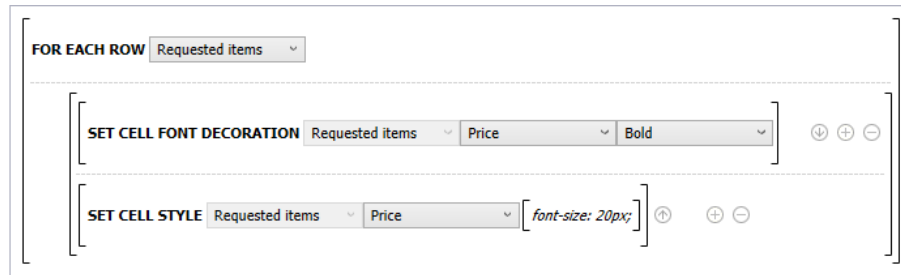 FOR EACH ROW Requested items
SET CELL FONT DECORATION Requested items Price Bold
SET CELL STYLE Requested items Price font-size: 20px;